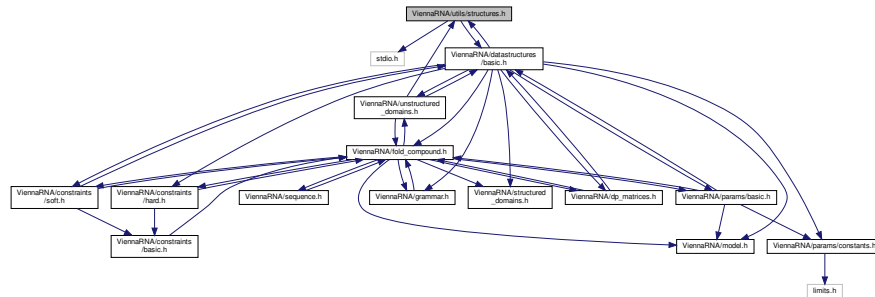 ViennaRNA/utils/structures.h
stdio.h
ViennaRNA/datastructures
/basic.h
ViennaRNA/unstructured
_domains.h
ViennaRNA/fold_compound.h
ViennaRNA/constraints
/soft.h
ViennaRNA/constraints
/hard.h
ViennaRNA/sequence.h
ViennaRNA/grammar.h
ViennaRNA/structured
_domains.h
ViennaRNA/dp_matrices.h
ViennaRNA/params/basic.h
ViennaRNA/constraints
/basic.h
ViennaRNA/model.h
ViennaRNA/params/constants.h
limits.h